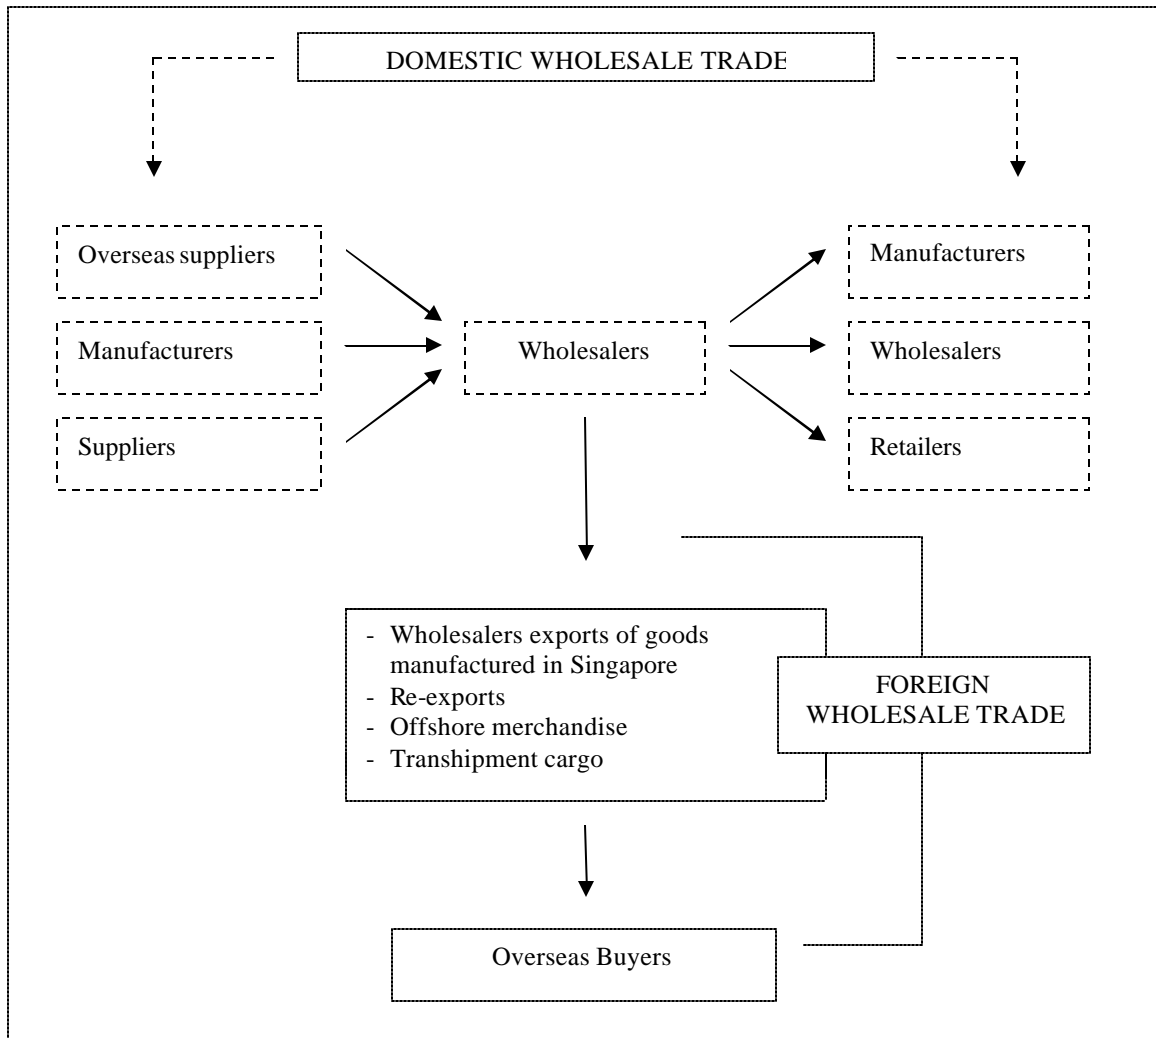 DOMESTIC WHOLESALE TRADE
Overseas suppliers
Manufacturers
Suppliers
Wholesalers
Manufacturers
Wholesalers
Retailers
- Wholesalers exports of goods
manufactured in Singapore
- Re-exports
- Offshore merchandise
- Transhipment cargo
FOREIGN
WHOLESALE TRADE
Overseas Buyers